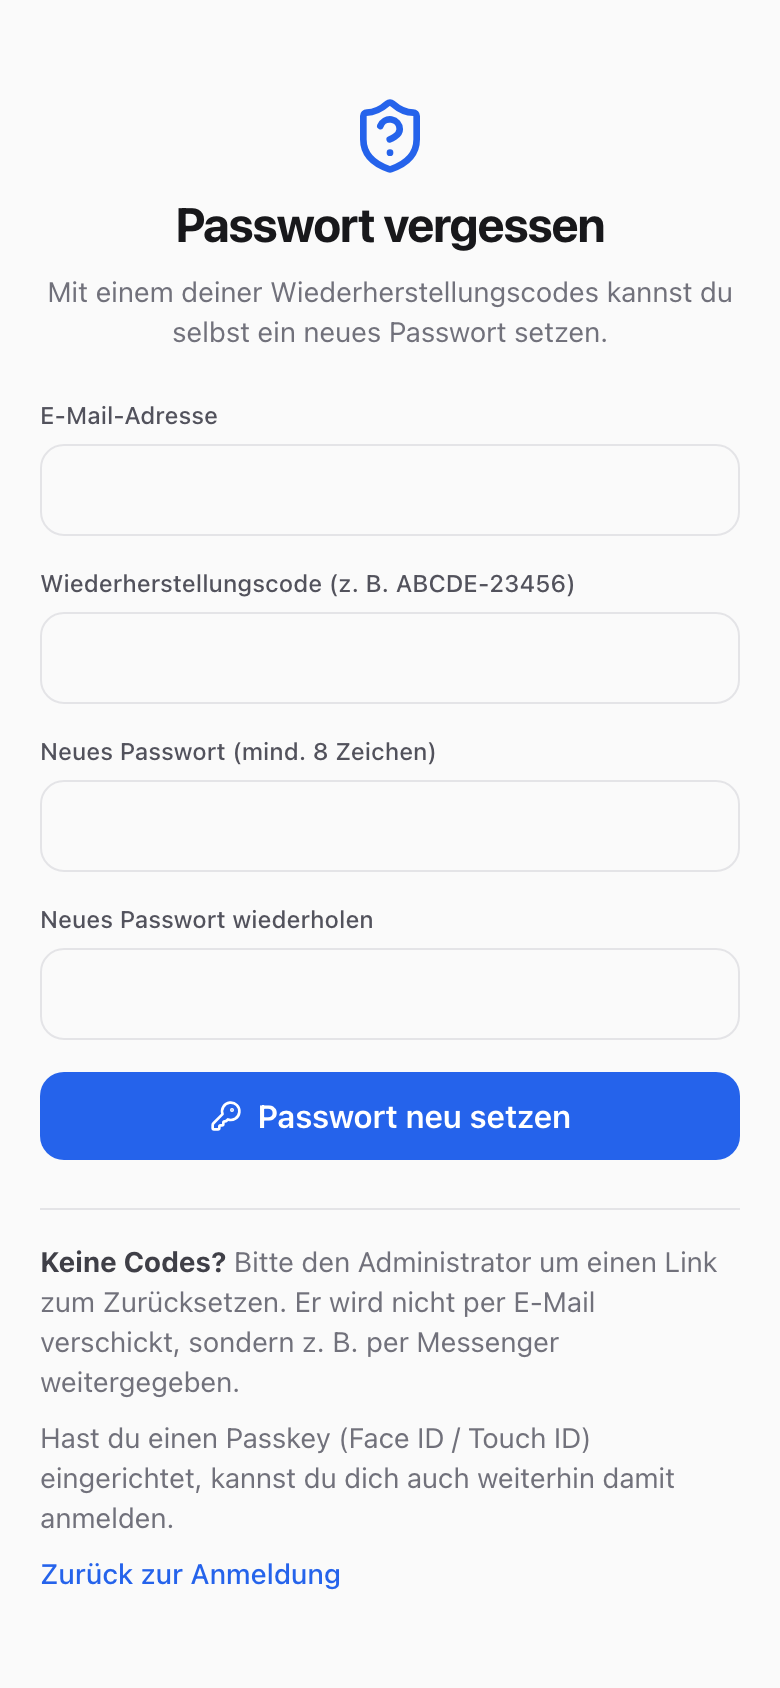 Passwort vergessen
Mit einem deiner Wiederherstellungscodes kannst du
selbst ein neues Passwort setzen.
E-Mail-Adresse
Wiederherstellungscode (z. B. ABCDE-23456)
Neues Passwort (mind. 8 Zeichen)
Neues Passwort wiederholen
Passwort neu setzen
Keine Codes? Bitte den Administrator um einen Link
zum Zurücksetzen. Er wird nicht per E-Mail
verschickt, sondern z. B. per Messenger
weitergegeben.
Hast du einen Passkey (Face ID / Touch ID)
eingerichtet, kannst du dich auch weiterhin damit
anmelden.
Zurück zur Anmeldung